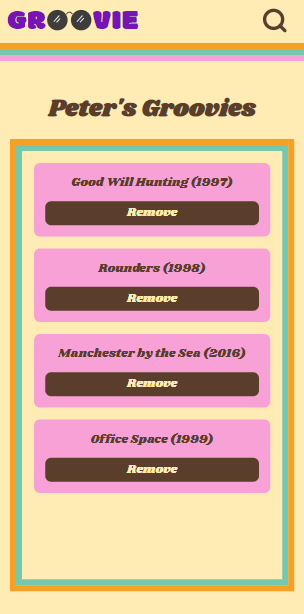 GROOVIE
Peter's Groovies
Good Will Hunting (1997)
Remove
Rounders (1998)
Remove
Manchester by the Sea (2016)
Remove
Office Space (1999)
Remove